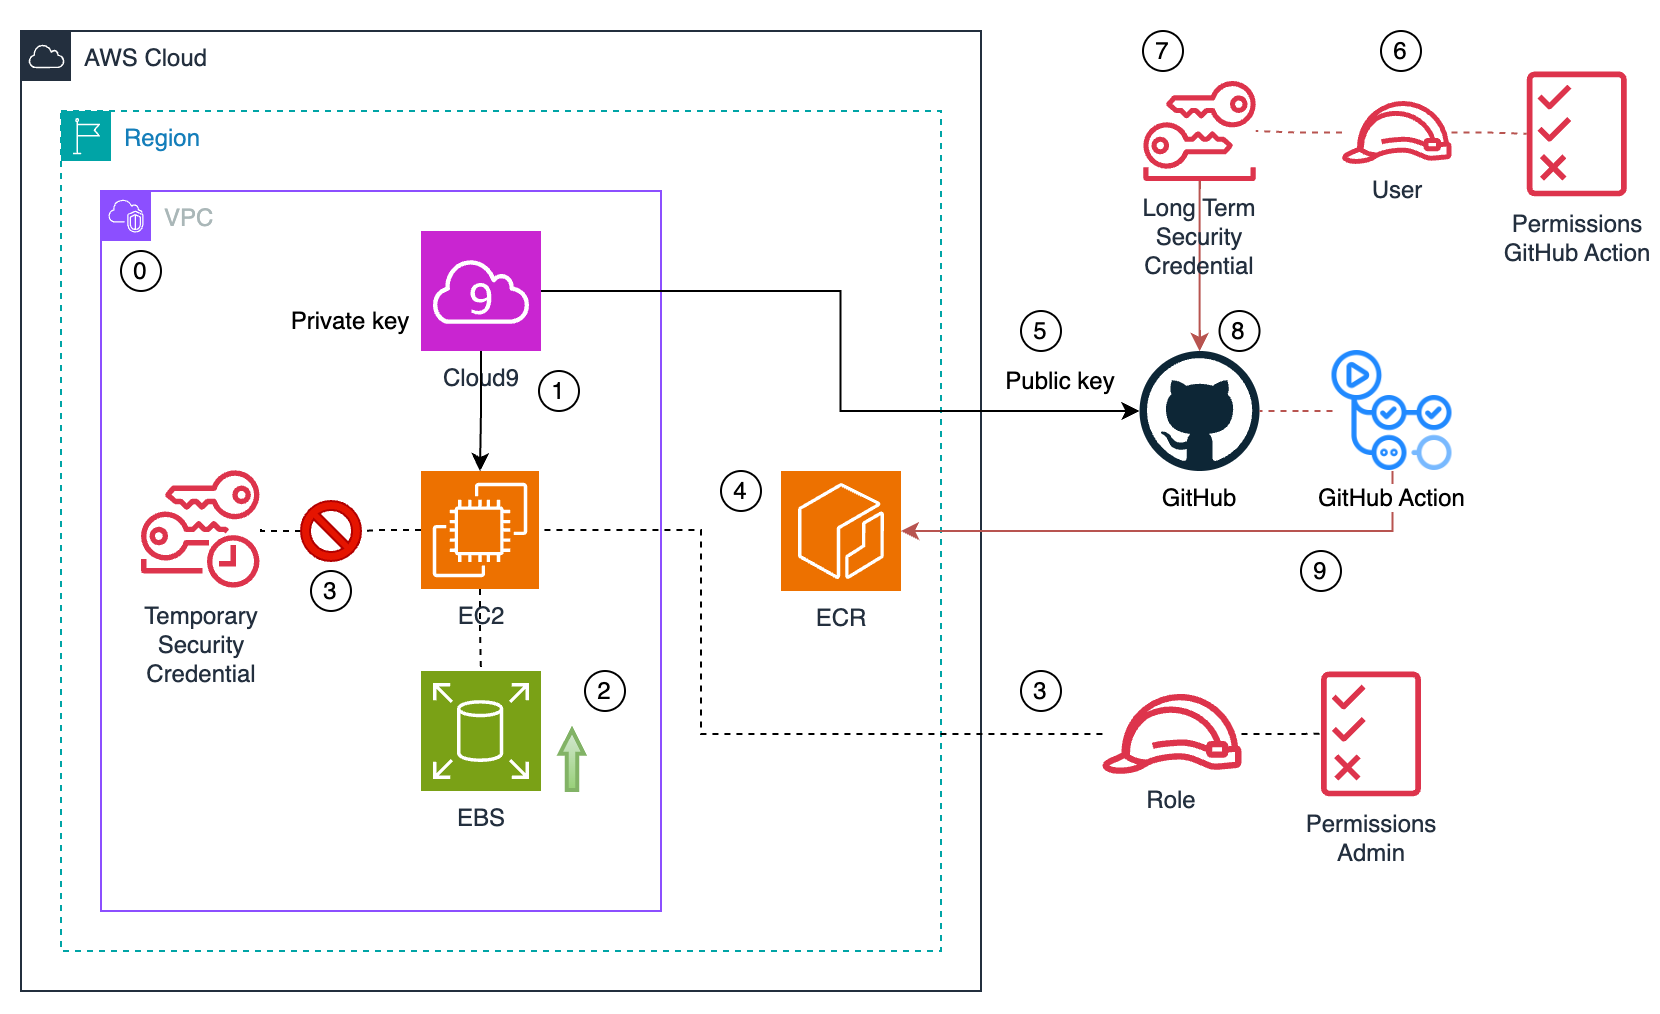 AWS Cloud
Region
VPC
0
Private key
9
Cloud9
1
Temporary
Security
Credential
3
EC2
2
EBS
4
ECR
5
Public key
7
Long Term
Security
Credential
6
User
Permissions
GitHub Action
8
GitHub
GitHub Action
9
3
Role
Permissions
Admin